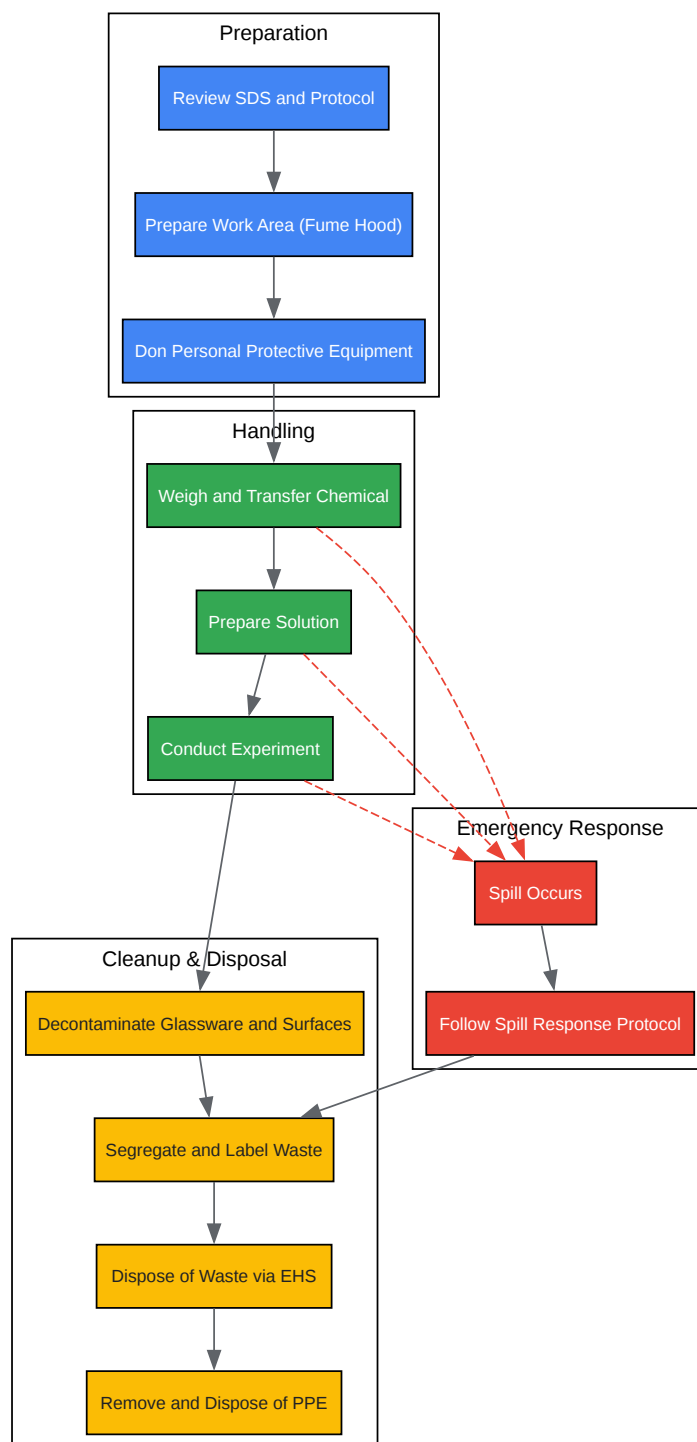 Preparation
Review SDS and Protocol
Prepare Work Area (Fume Hood)
Don Personal Protective Equipment
Handling
Weigh and Transfer Chemical
Prepare Solution
Conduct Experiment
Emergency Response
Spill Occurs
Follow Spill Response Protocol
Cleanup & Disposal
Decontaminate Glassware and Surfaces
Segregate and Label Waste
Dispose of Waste via EHS
Remove and Dispose of PPE